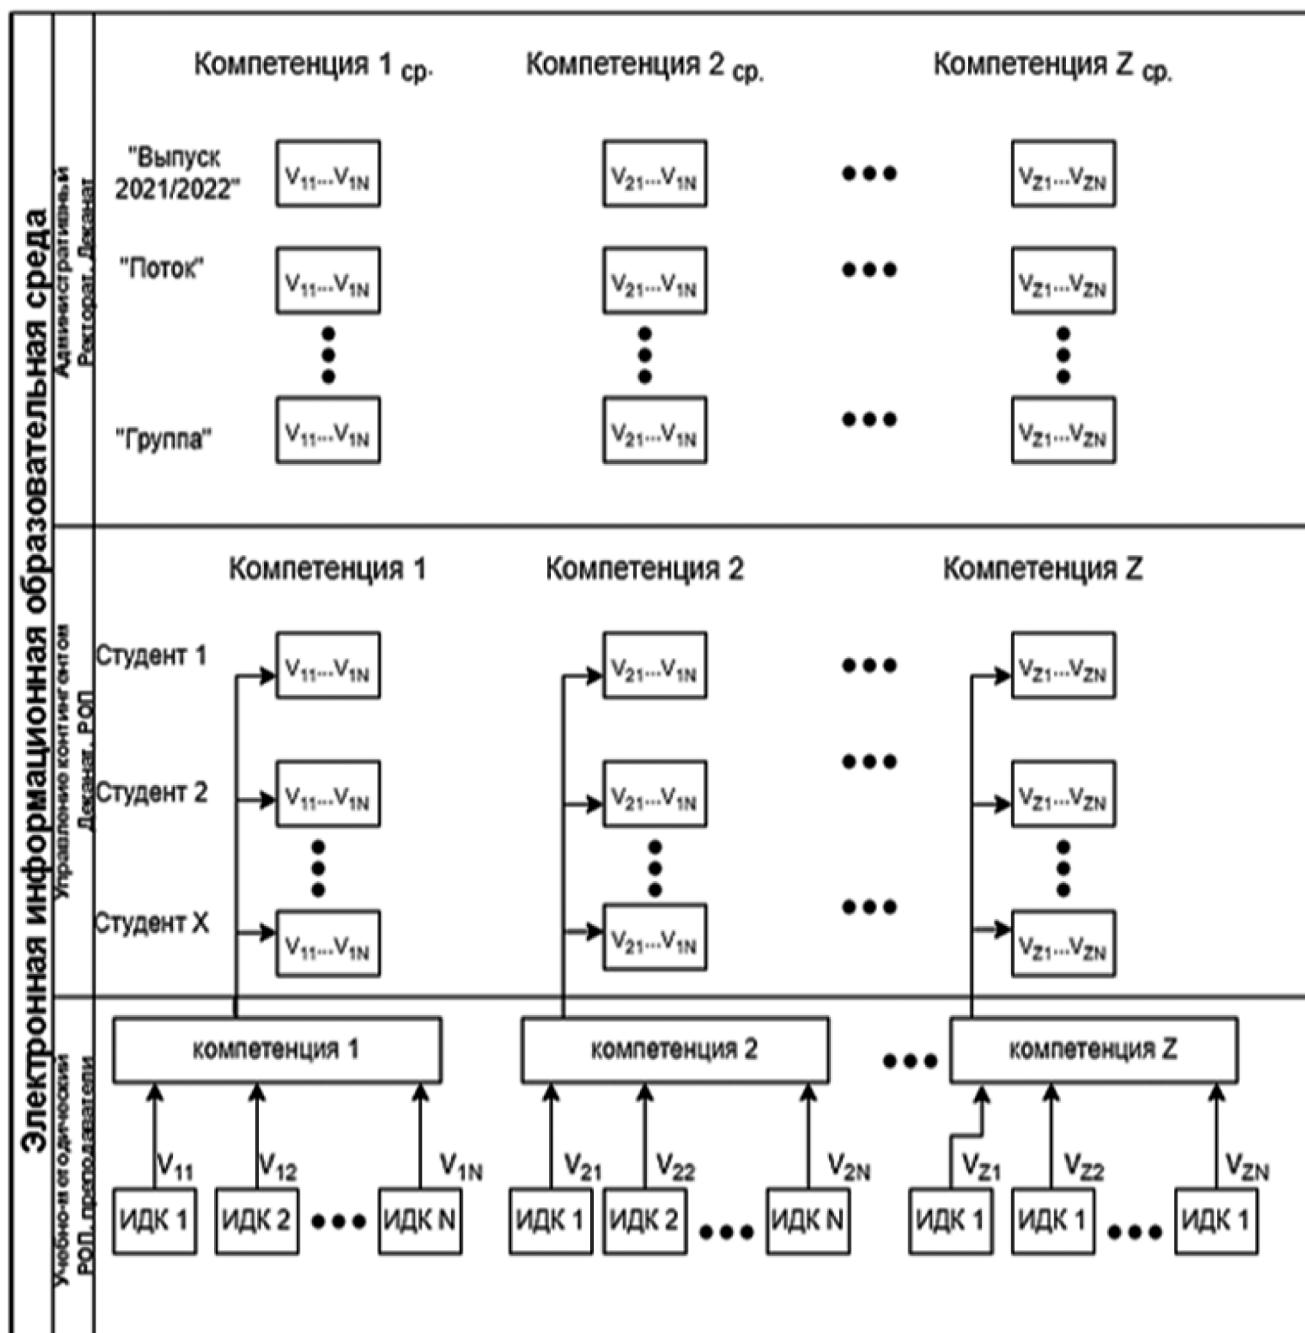 Электронная информационная образовательная среда
Административный
Ректорат, Деканат
Компетенция 1 ср.
Компетенция 2 ср.
Компетенция Z ср.
"Выпуск
2021/2022"
V11...V1N
V21...V1N
VZ1...VZN
"Поток"
V11...V1N
V21...V1N
VZ1...VZN
"Группа"
V11...V1N
V21...V1N
VZ1...VZN
Управление контингентом
Деканат, РОП
Компетенция 1
Компетенция 2
Компетенция Z
Студент 1
V11...V1N
V21...V1N
VZ1...VZN
Студент 2
V11...V1N
V21...V1N
VZ1...VZN
Студент X
V11...V1N
V21...V1N
VZ1...VZN
Учебно-методический
РОП, преподаватели
компетенция 1
компетенция 2
компетенция Z
V11
V12
V1N
V21
V22
V2N
VZ1
VZ2
VZN
ИДК 1
ИДК 2
ИДК N
ИДК 1
ИДК 2
ИДК N
ИДК 1
ИДК 1
ИДК 1